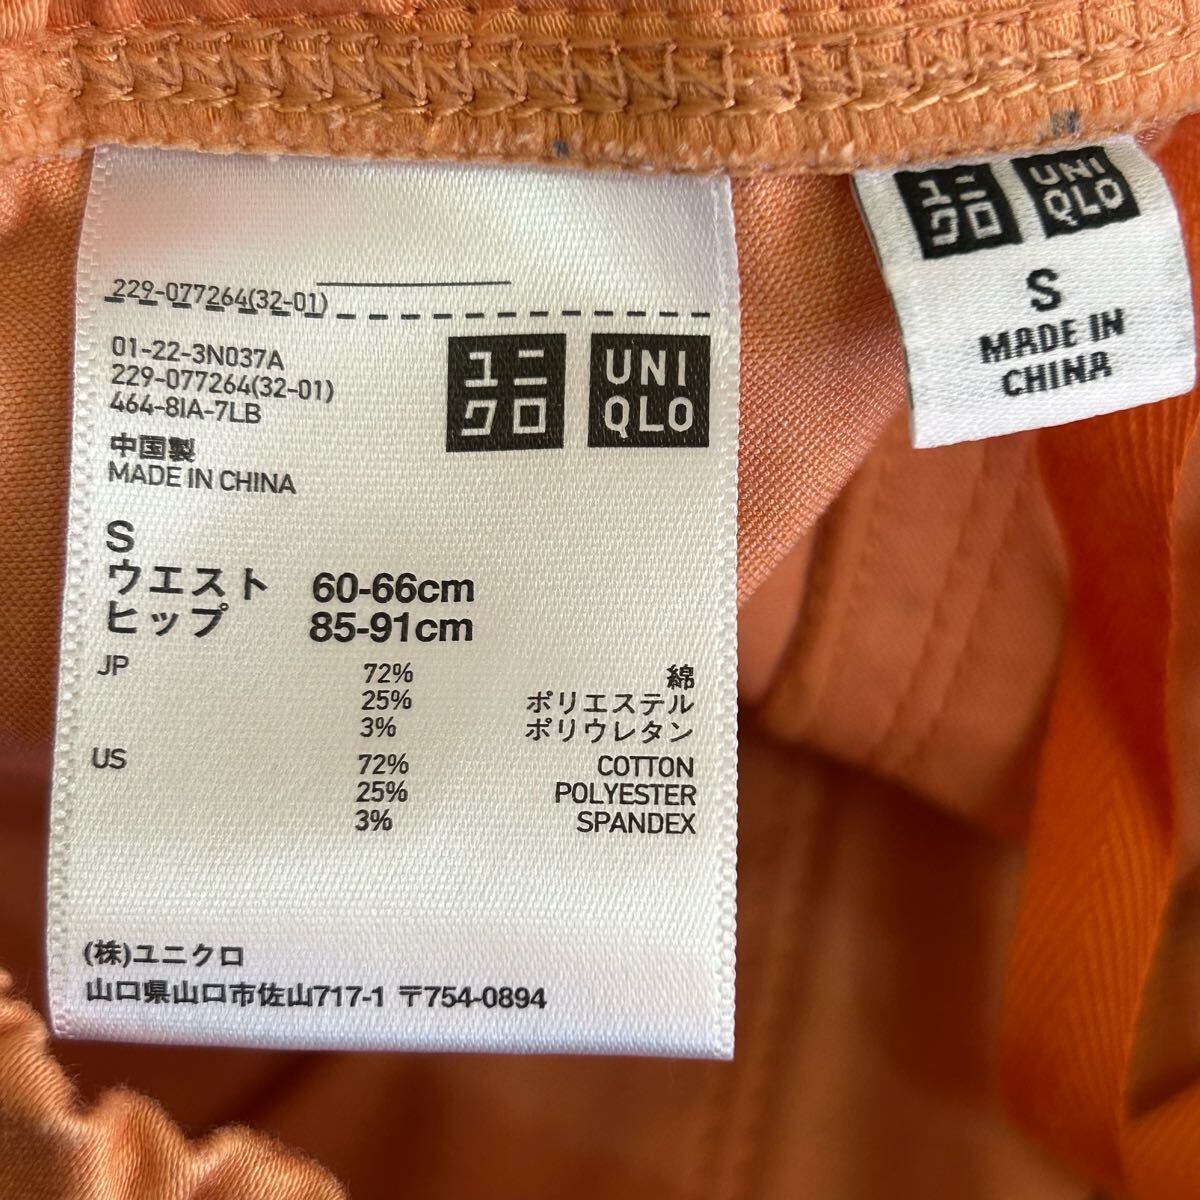 229-077264(32-01)
01-22-3N037A
229-077264(32-01)
464-8IA-7LB
中国製
MADE IN CHINA
ユニ
クロ
UNI
QLO
S
ウエスト 60-66cm
ヒップ 85-91cm
JP 72% 綿
25% ポリエステル
3% ポリウレタン
US 72% COTTON
25% POLYESTER
3% SPANDEX
(株)ユニクロ
山口県山口市佐山717-1 〒754-0894
ユニ
クロ
UNI
QLO
S
MADE IN
CHINA